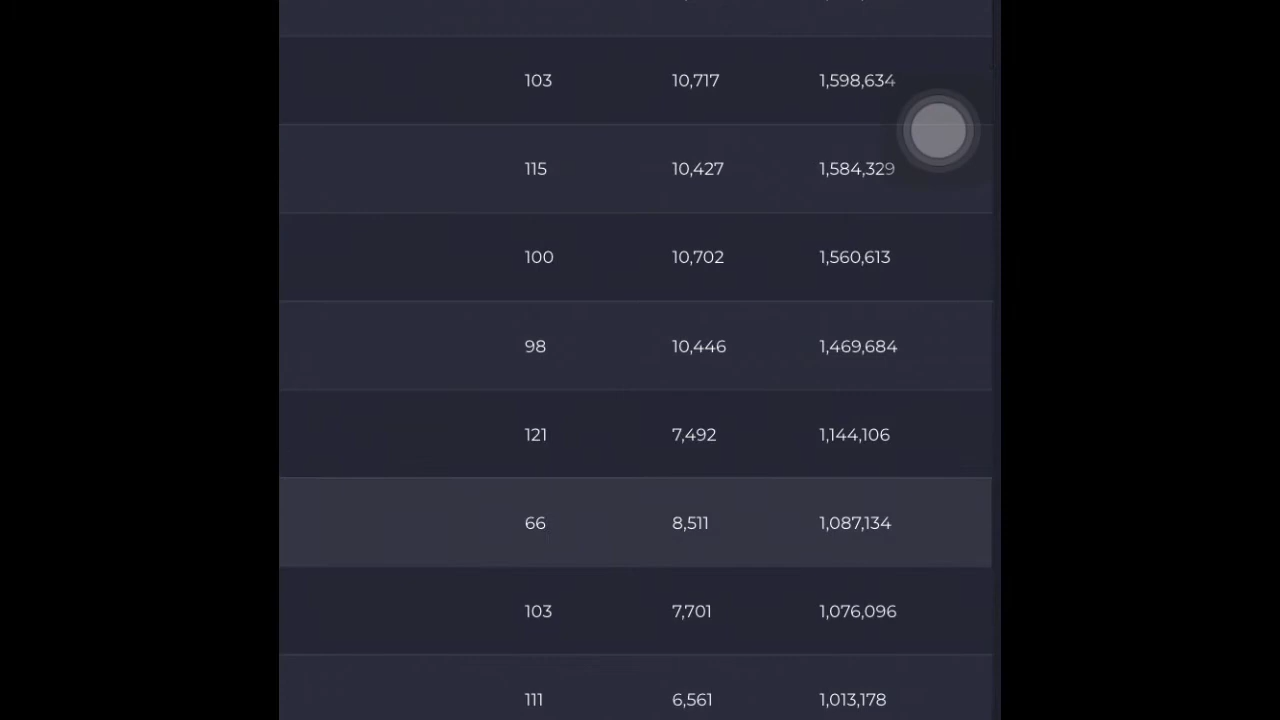 103 10,717 1,598,634
115 10,427 1,584,329
100 10,702 1,560,613
98 10,446 1,469,684
121 7,492 1,144,106
66 8,511 1,087,134
103 7,701 1,076,096
111 6,561 1,013,178